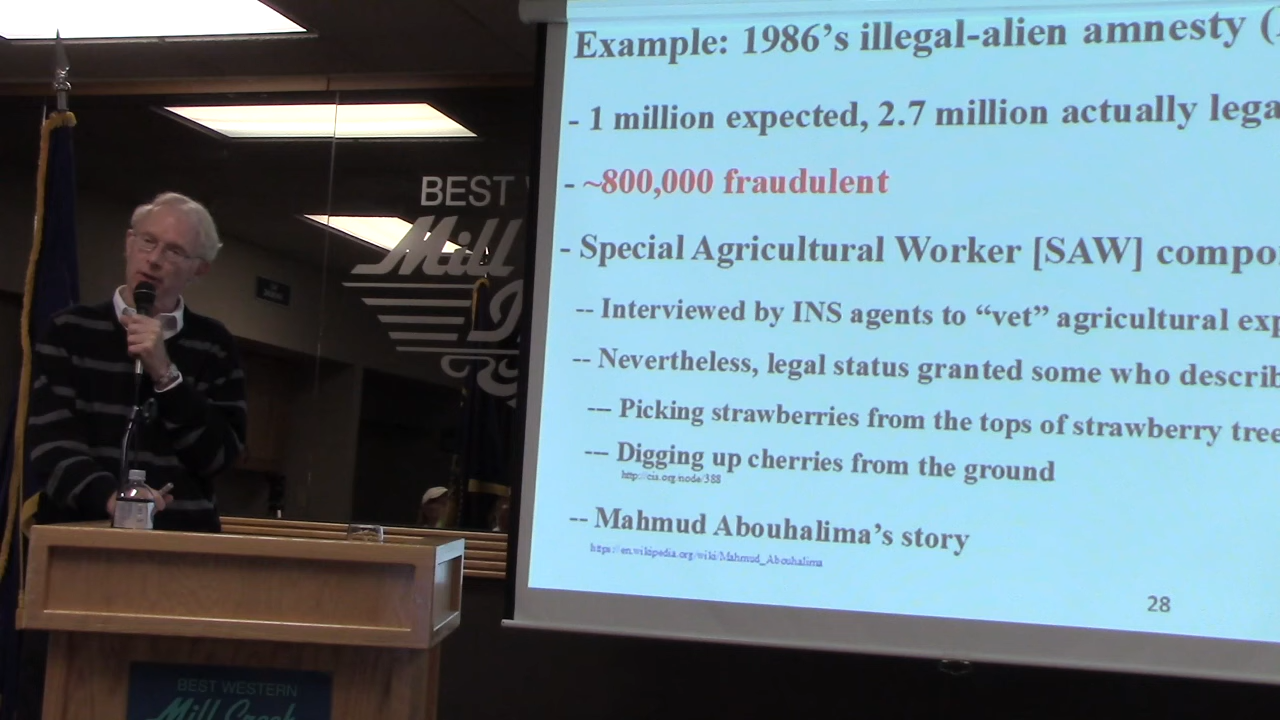 Example: 1986's illegal-alien amnesty (
- 1 million expected, 2.7 million actually lega
- ~800,000 fraudulent
- Special Agricultural Worker [SAW] compo
-- Interviewed by INS agents to “vet” agricultural exp
-- Nevertheless, legal status granted some who describ
--- Picking strawberries from the tops of strawberry tree
--- Digging up cherries from the ground
http://cis.org/node/388
-- Mahmud Abouhalima's story
https://en.wikipedia.org/wiki/Mahmud_Abouhalima
28
BEST
Mill
BEST WESTERN
Mill Creek